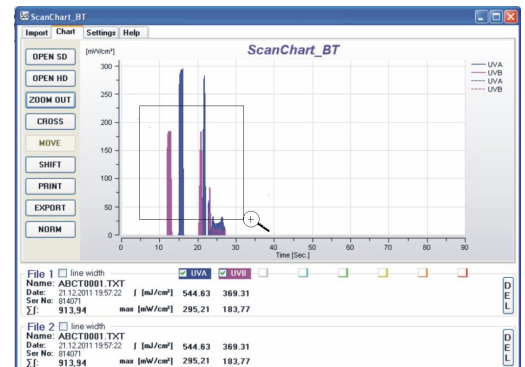 ScanChart_BT
Import Chart Settings Help
OPEN SD
OPEN HD
ZOOM OUT
CROSS
MOVE
SHIFT
PRINT
EXPORT
NORM
[mW/cm²]
ScanChart_BT
UVA
UVB
UVA
UVB
300
250
200
150
100
50
0
0 10 20 30 40 50 60 70 80 90
Time [Sec.]
File 1 line width UVA UVB
Name: ABCT0001.TXT
Date: 21.12.2011 19:57:22 ∫ [mJ/cm²] 544.63 369.31
Ser No: 814071
∑∫: 913,94 max [mW/cm²] 295,21 183,77
DEL
File 2 line width
Name: ABCT0001.TXT
Date: 21.12.2011 19:57:22 ∫ [mJ/cm²] 544.63 369.31
Ser No: 814071
∑∫: 913,94 max [mW/cm²] 295,21 183,77
DEL